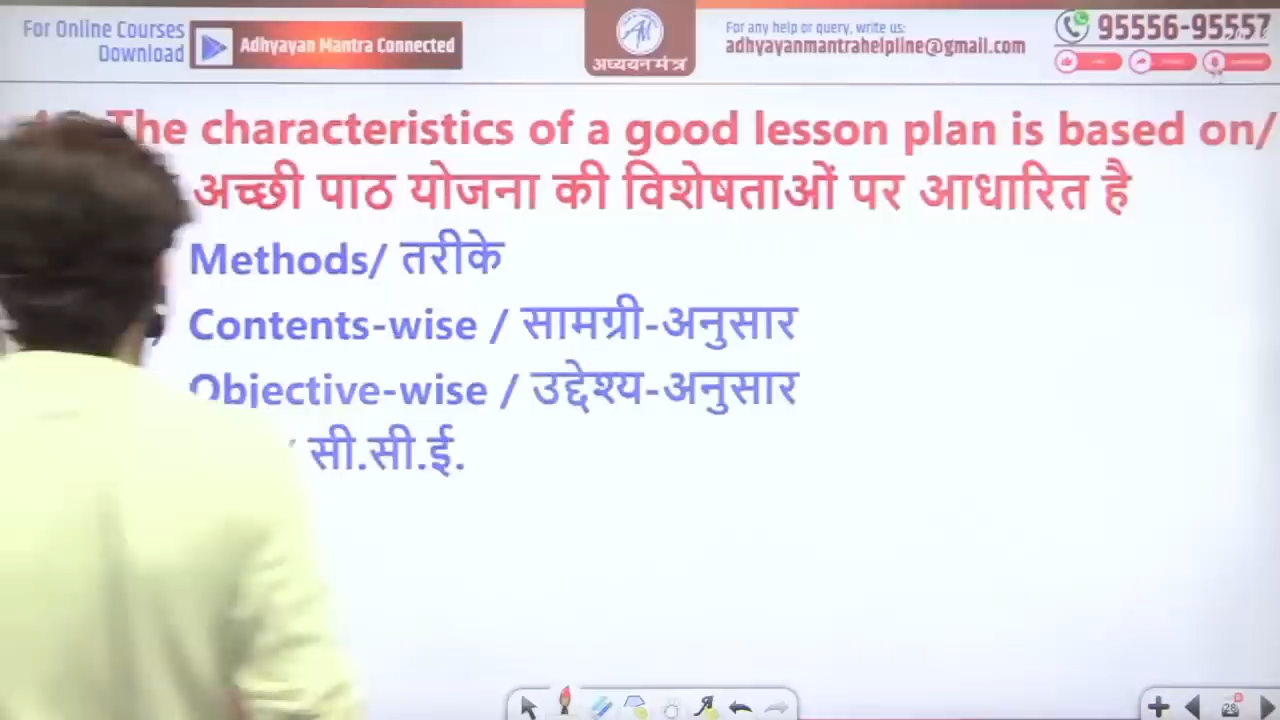 For Online Courses
Download
Adhyayan Mantra Connected
अध्ययन मंत्र
For any help or query, write us:
adhyayanmantrahelpline@gmail.com
95556-95557
The characteristics of a good lesson plan is based on/
अच्छी पाठ योजना की विशेषताओं पर आधारित है
Methods/ तरीके
Contents-wise / सामग्री-अनुसार
Objective-wise / उद्देश्य-अनुसार
सी.सी.ई.
28